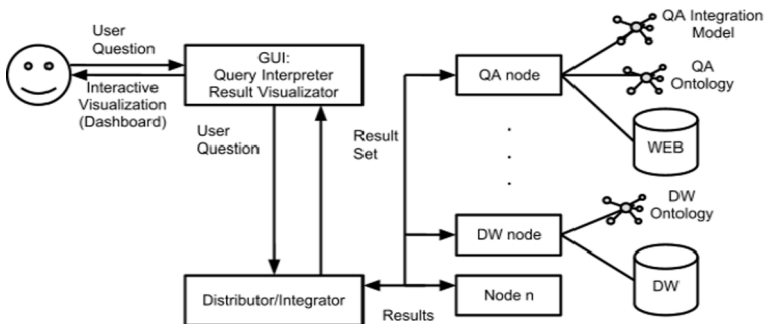 User
Question
Interactive
Visualization
(Dashboard)
GUI:
Query Interpreter
Result Visualizator
User
Question
Result
Set
Distributor/Integrator
Results
QA node
QA Integration
Model
QA
Ontology
WEB
DW node
DW
Ontology
DW
Node n